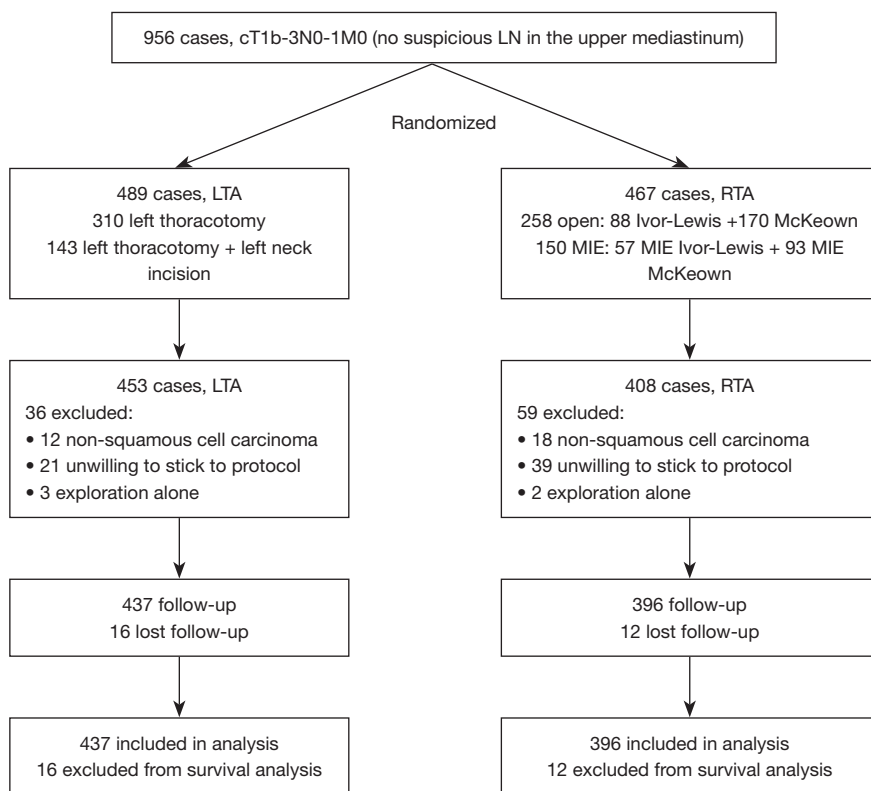 956 cases, cT1b-3N0-1M0 (no suspicious LN in the upper mediastinum)
Randomized
489 cases, LTA
310 left thoracotomy
143 left thoracotomy + left neck
incision
467 cases, RTA
258 open: 88 Ivor-Lewis +170 McKeown
150 MIE: 57 MIE Ivor-Lewis + 93 MIE
McKeown
453 cases, LTA
36 excluded:
• 12 non-squamous cell carcinoma
• 21 unwilling to stick to protocol
• 3 exploration alone
408 cases, RTA
59 excluded:
• 18 non-squamous cell carcinoma
• 39 unwilling to stick to protocol
• 2 exploration alone
437 follow-up
16 lost follow-up
396 follow-up
12 lost follow-up
437 included in analysis
16 excluded from survival analysis
396 included in analysis
12 excluded from survival analysis